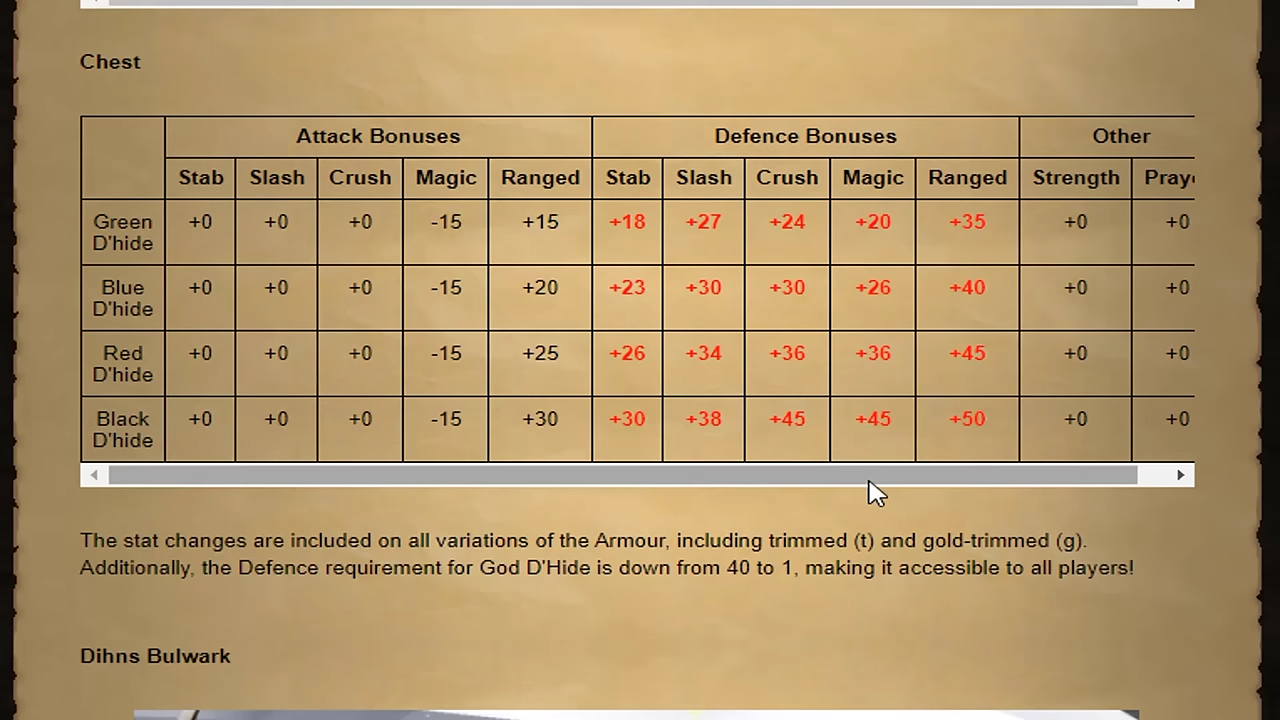 Chest
Attack Bonuses Defence Bonuses Other
Stab Slash Crush Magic Ranged Stab Slash Crush Magic Ranged Strength
Green D'hide +0 +0 +0 -15 +15 +18 +27 +24 +20 +35 +0 +0
Blue D'hide +0 +0 +0 -15 +20 +23 +30 +30 +26 +40 +0 +0
Red D'hide +0 +0 +0 -15 +25 +26 +34 +36 +36 +45 +0 +0
Black D'hide +0 +0 +0 -15 +30 +30 +38 +45 +45 +50 +0 +0
The stat changes are included on all variations of the Armour, including trimmed (t) and gold-trimmed (g).
Additionally, the Defence requirement for God D'Hide is down from 40 to 1, making it accessible to all players!
Dihns Bulwark